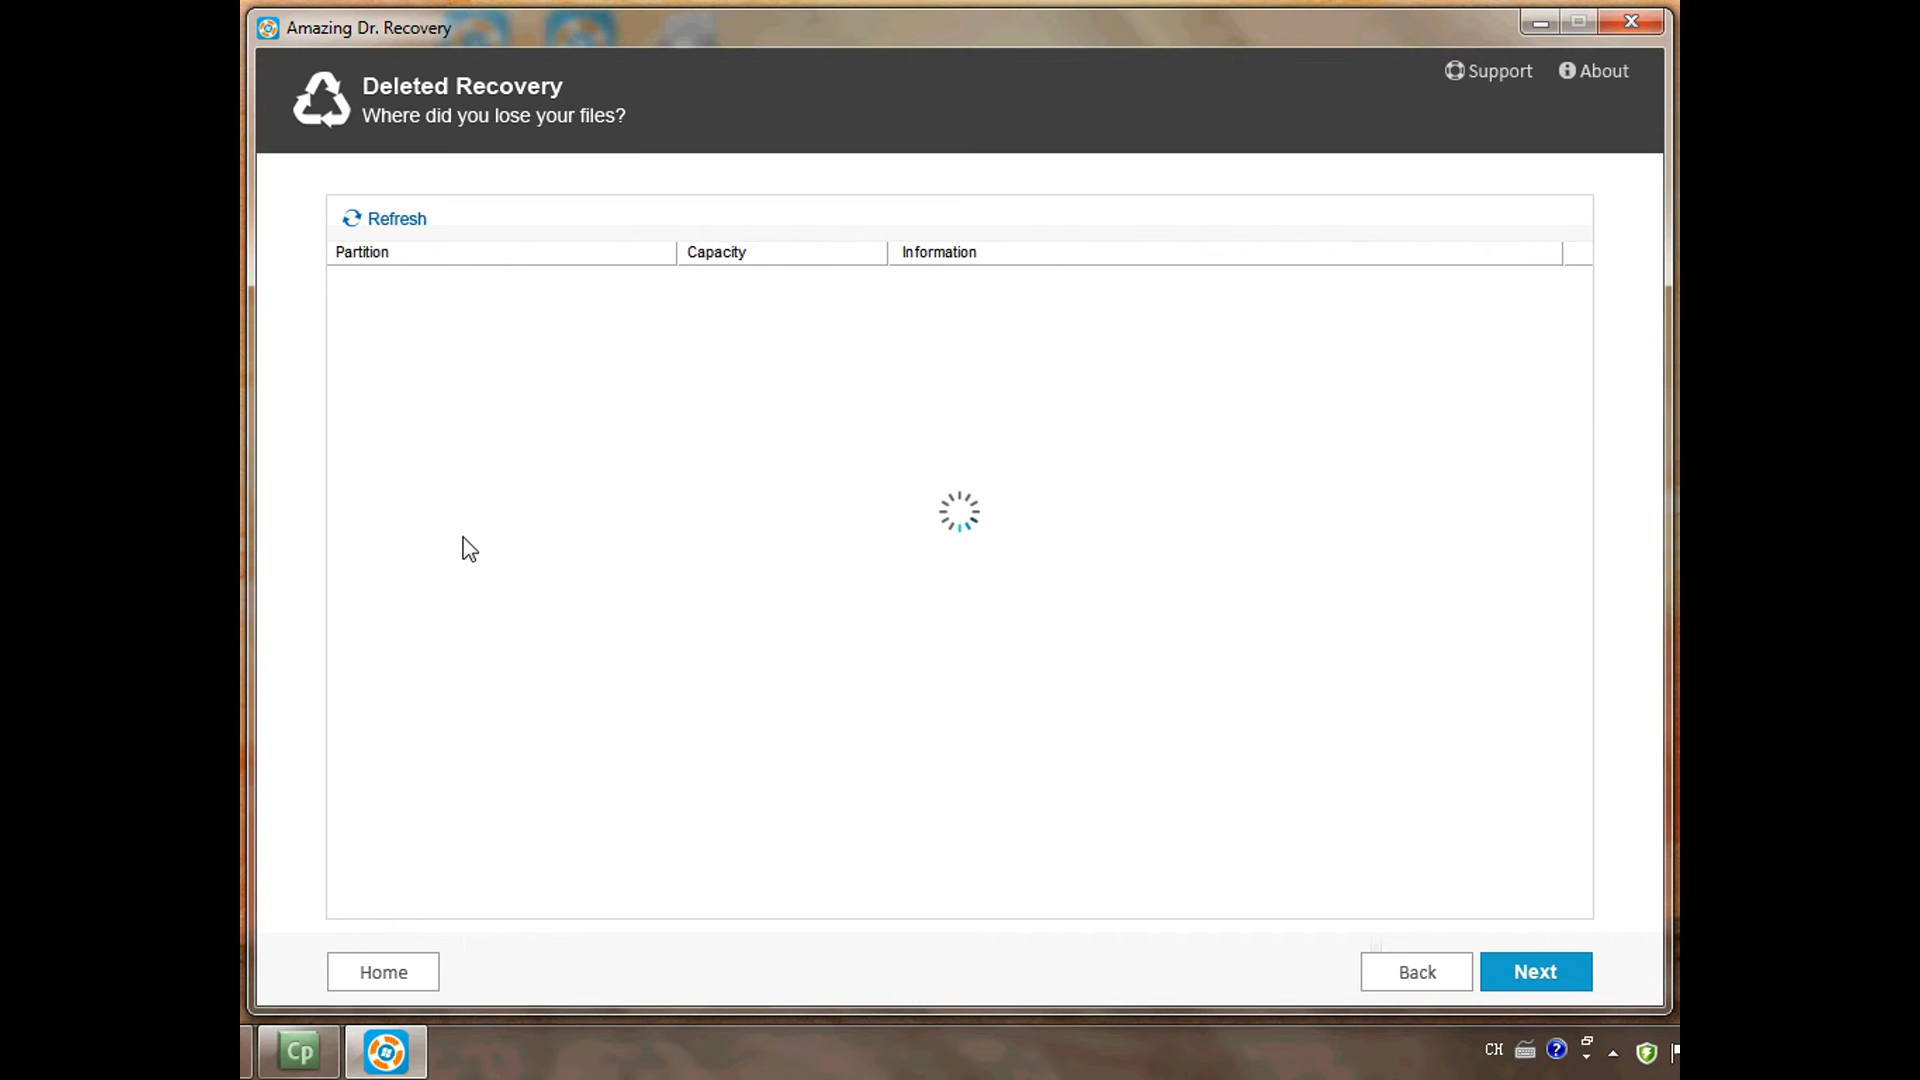 Amazing Dr. Recovery
Support
About
Deleted Recovery
Where did you lose your files?
Refresh
Partition
Capacity
Information
Home
Back
Next
Cp
CH